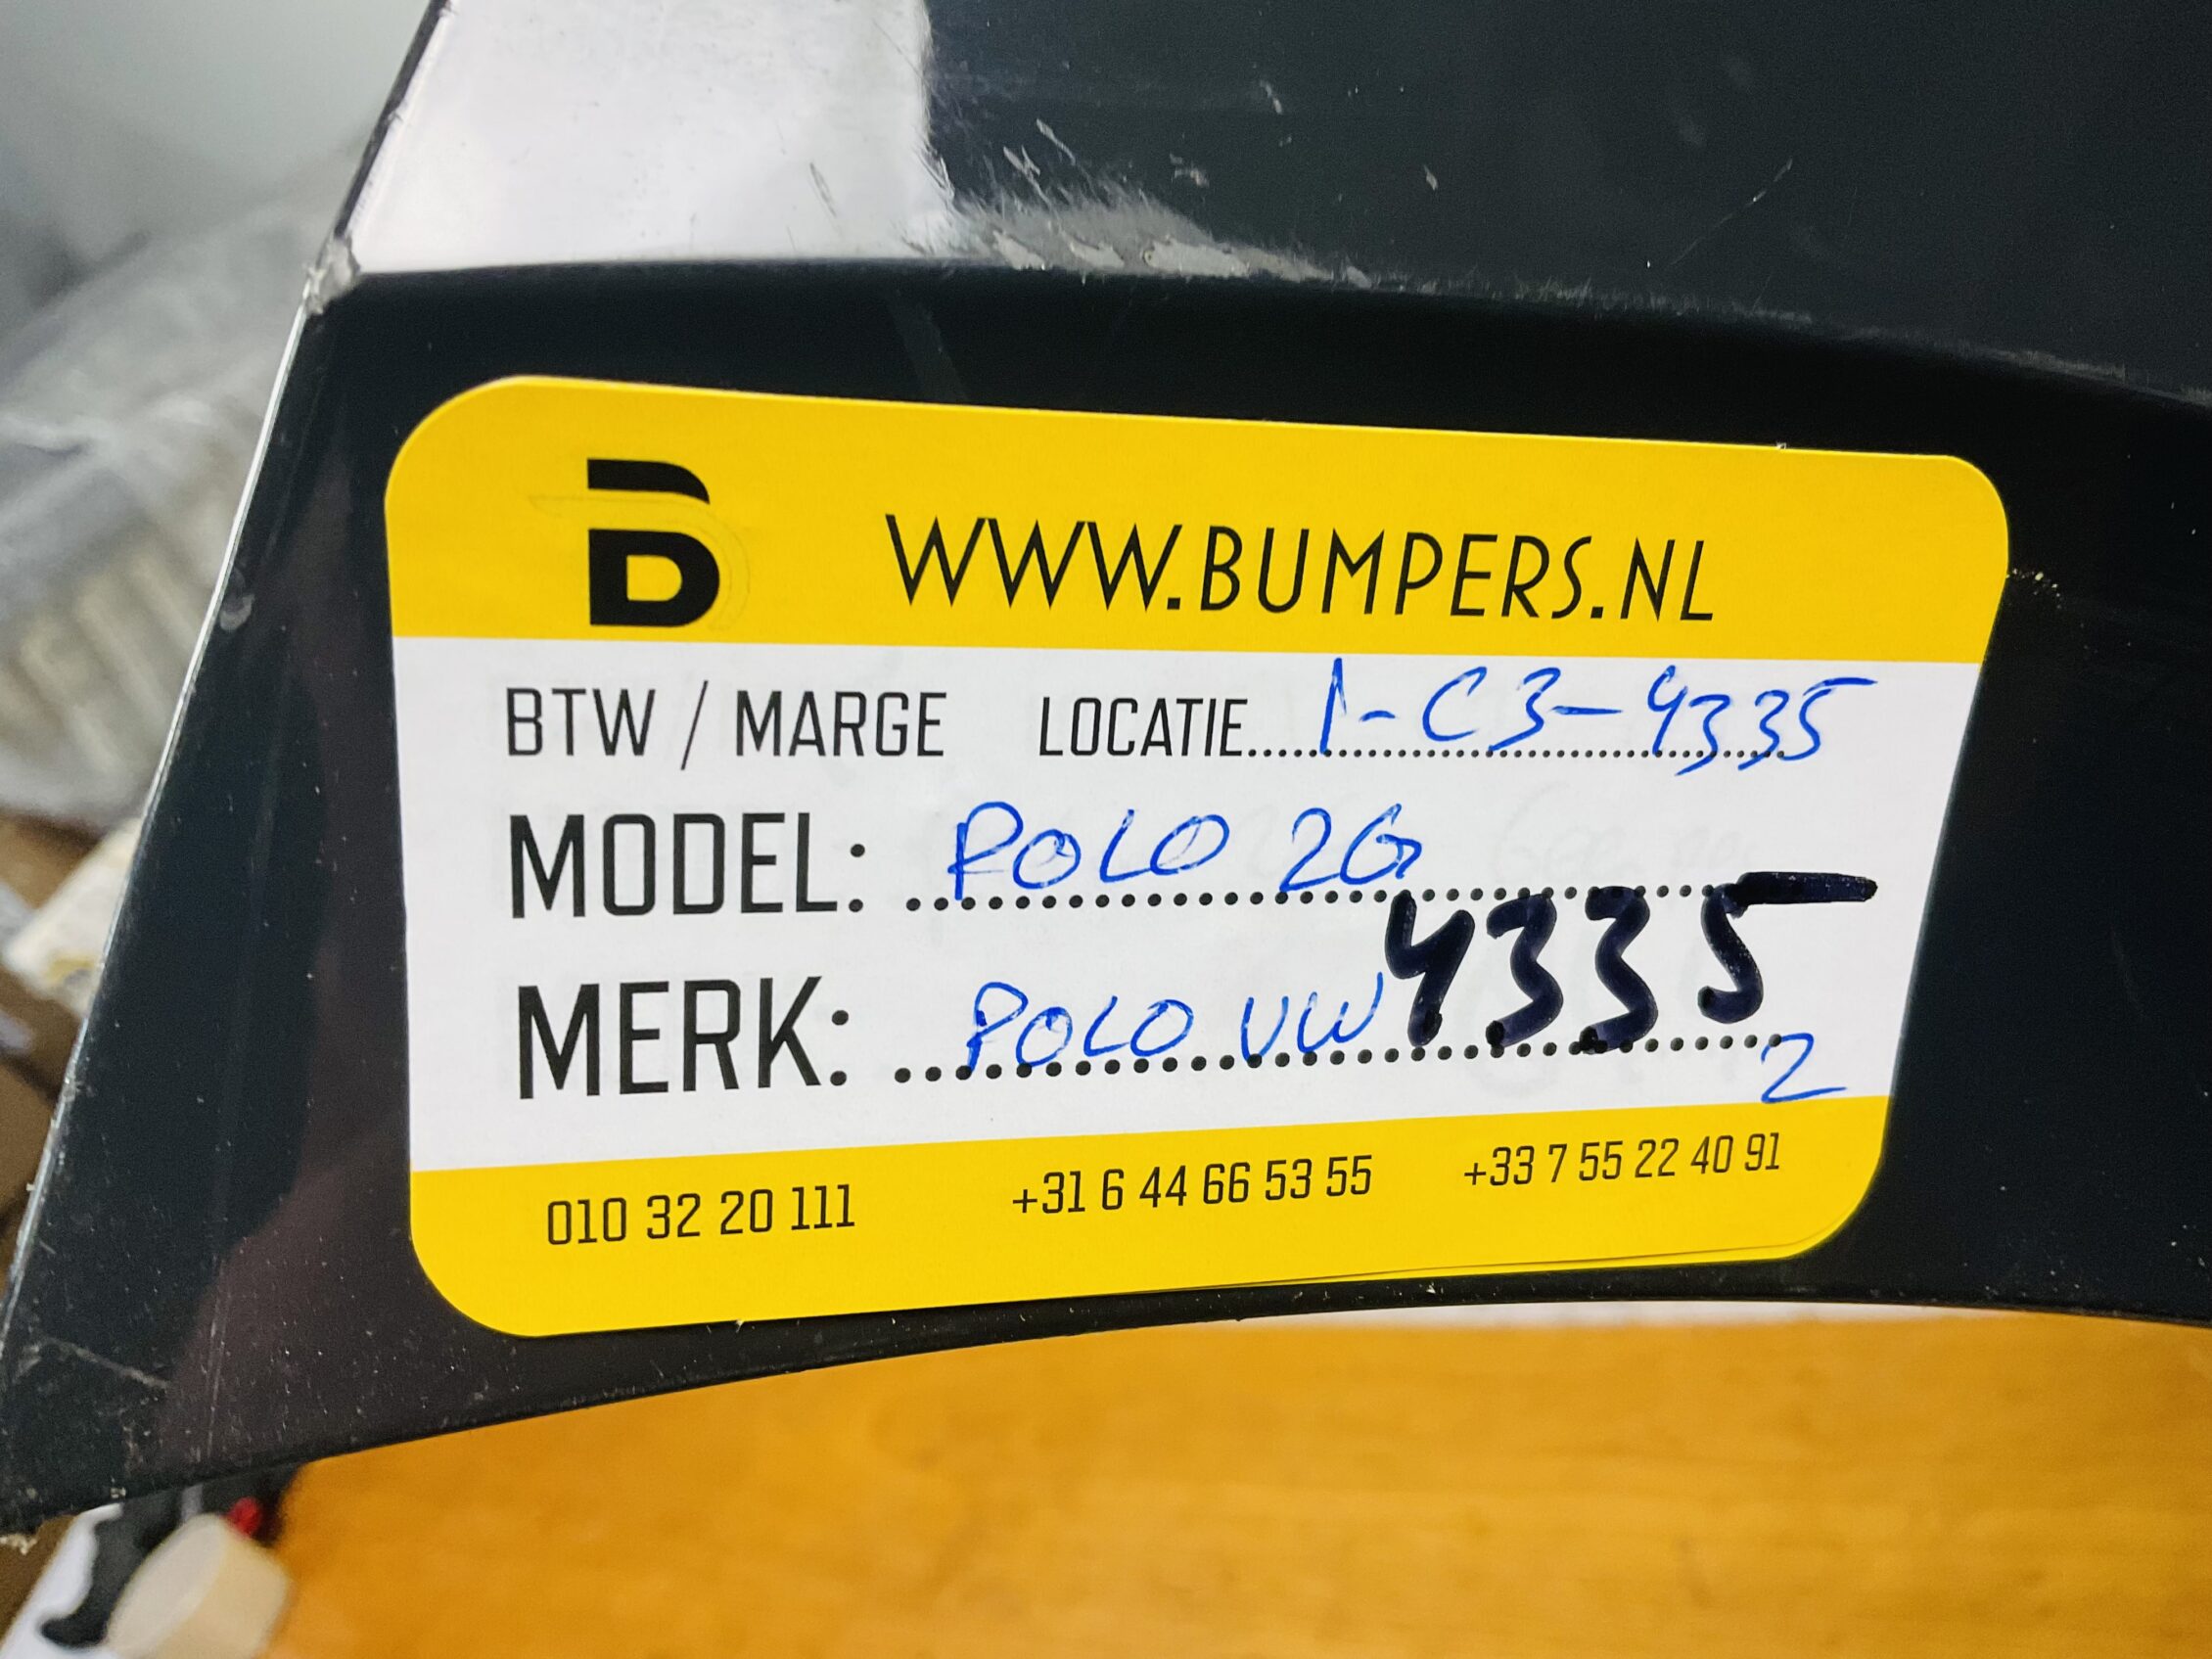 B WWW.BUMPERS.NL
BTW / MARGE LOCATIE 1-C3-4335
MODEL: POLO 2G
4335
MERK: POLO VW
2
010 32 20 111 +31 6 44 66 53 55 +33 7 55 22 40 91